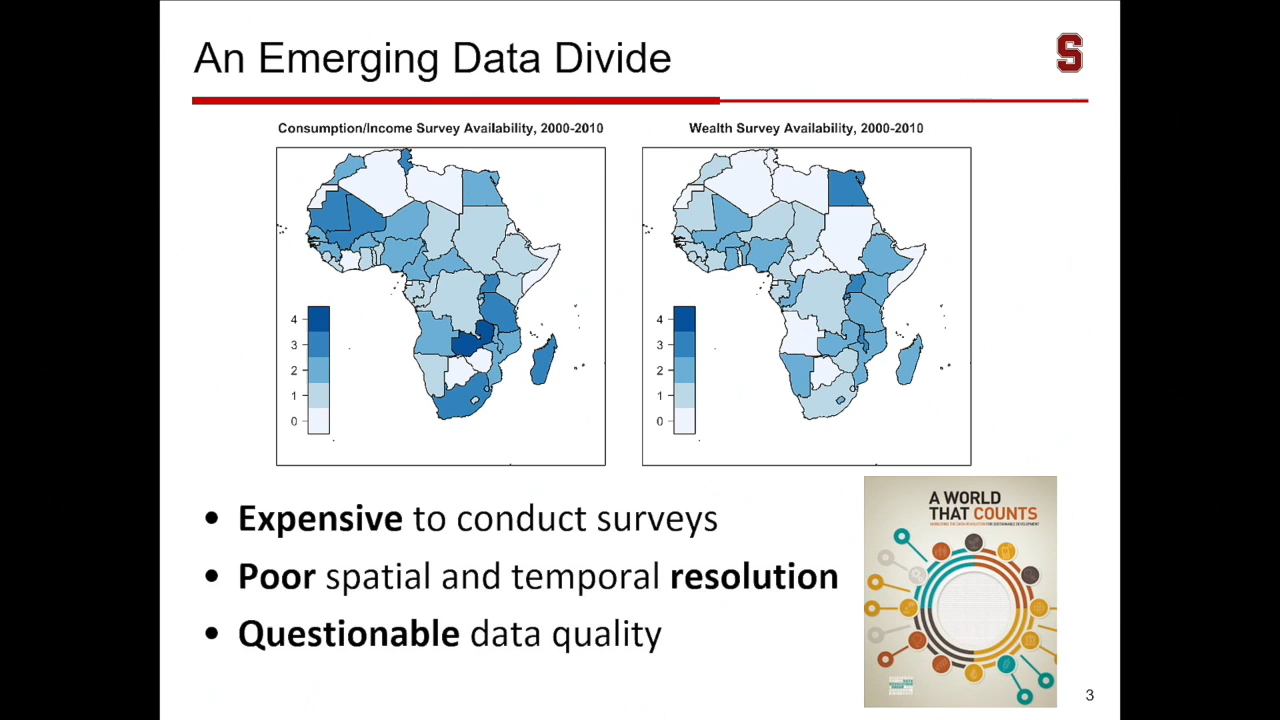 An Emerging Data Divide
S
Consumption/Income Survey Availability, 2000-2010
4
3
2
1
0
Wealth Survey Availability, 2000-2010
4
3
2
1
0
• Expensive to conduct surveys
• Poor spatial and temporal resolution
• Questionable data quality
A WORLD
THAT COUNTS
3